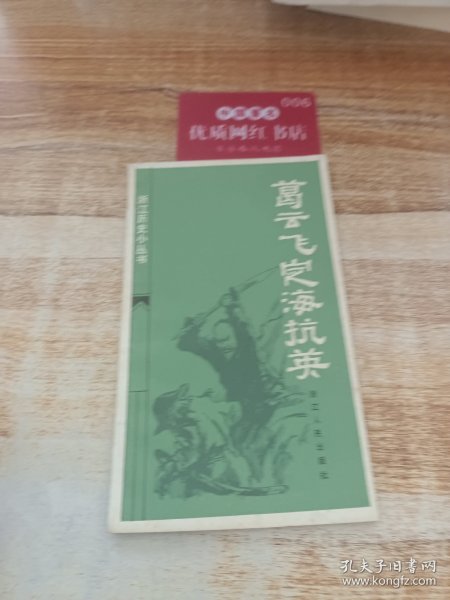 006
优质网红书店
浙江历史小丛书
葛云飞定海抗英
浙江人民出版社
孔夫子旧书网
www.kongfz.com